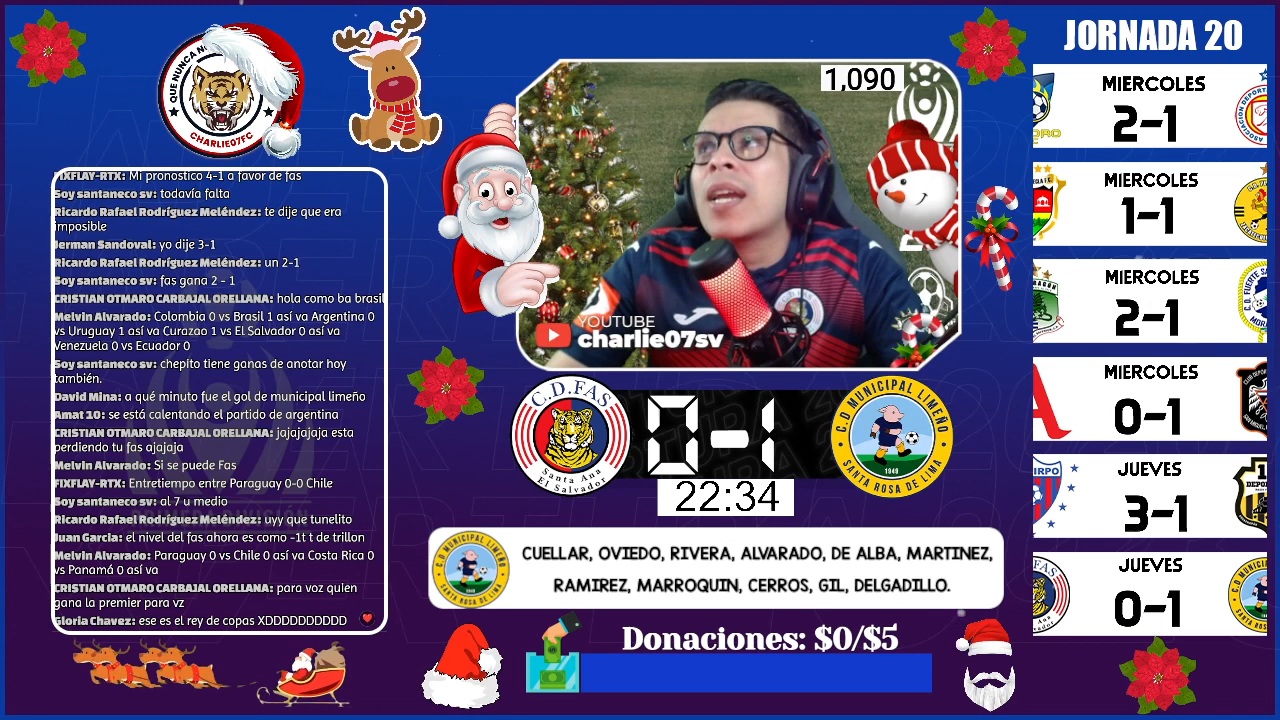 QUE NUNCA N
CHARLIE07FC
FIXFLAY-RTX: Mi pronostico 4-1 a favor de fas
Soy santaneco sv: todavía falta
Ricardo Rafael Rodríguez Meléndez: te dije que era
imposible
Jerman Sandoval: yo dije 3-1
Ricardo Rafael Rodríguez Meléndez: un 2-1
Soy santaneco sv: fas gana 2 - 1
CRISTIAN OTMARO CARBAJAL ORELLANA: hola como ba brasil
Melvin Alvarado: Colombia 0 vs Brasil 1 así va Argentina 0
vs Uruguay 1 así va Curazao 1 vs El Salvador 0 así va
Venezuela 0 vs Ecuador 0
Soy santaneco sv: chepito tiene ganas de anotar hoy
también.
David Mina: a qué minuto fue el gol de municipal limeño
Amat 10: se está calentando el partido de argentina
CRISTIAN OTMARO CARBAJAL ORELLANA: jajajajaja esta
perdiendo tu fas ajajaja
Melvin Alvarado: Si se puede Fas
FIXFLAY-RTX: Entretiempo entre Paraguay 0-0 Chile
Soy santaneco sv: al 7 u medio
Ricardo Rafael Rodríguez Meléndez: uyy que tunelito
Juan Garcia: el nivel del fas ahora es como -1t t de trillon
Melvin Alvarado: Paraguay 0 vs Chile 0 así va Costa Rica 0
vs Panamá 0 así va
CRISTIAN OTMARO CARBAJAL ORELLANA: para voz quien
gana la premier para vz
Gloria Chavez: ese es el rey de copas XDDDDDDDDDD
1,090
YOUTUBE
charlie07sv
C.D.FAS
Santa Ana
El Salvador
0-1
C.D MUNICIPAL LIMEÑO
1949
SANTA ROSA DE LIMA
22:34
C.D MUNICIPAL LIMEÑO
SANTA ROSA DE LIMA
CUELLAR, OVIEDO, RIVERA, ALVARADO, DE ALBA, MARTINEZ,
RAMIREZ, MARROQUIN, CERROS, GIL, DELGADILLO.
Donaciones: $0/$5
JORNADA 20
MIERCOLES
2-1
MIERCOLES
1-1
MIERCOLES
2-1
MIERCOLES
0-1
JUEVES
3-1
JUEVES
0-1